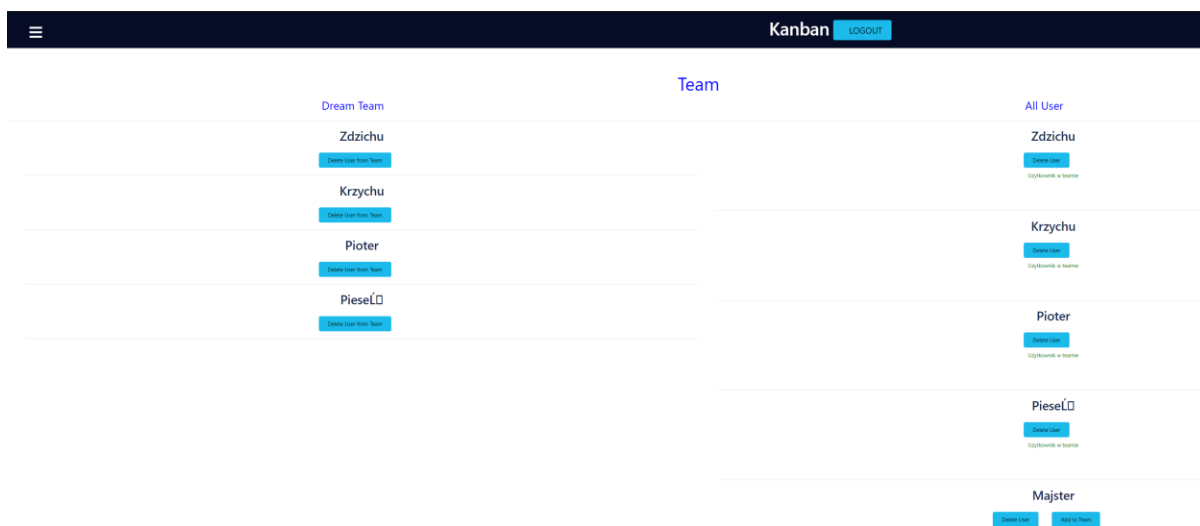 Kanban LOGOUT
Team
Dream Team
Zdzichu
Delete User from Team
Krzychu
Delete User from Team
Pioter
Delete User from Team
PieseĹ□
Delete User from Team
All User
Zdzichu
Delete User
Użytkownik w teamie
Krzychu
Delete User
Użytkownik w teamie
Pioter
Delete User
Użytkownik w teamie
PieseĹ□
Delete User
Użytkownik w teamie
Majster
Delete User Add to Team